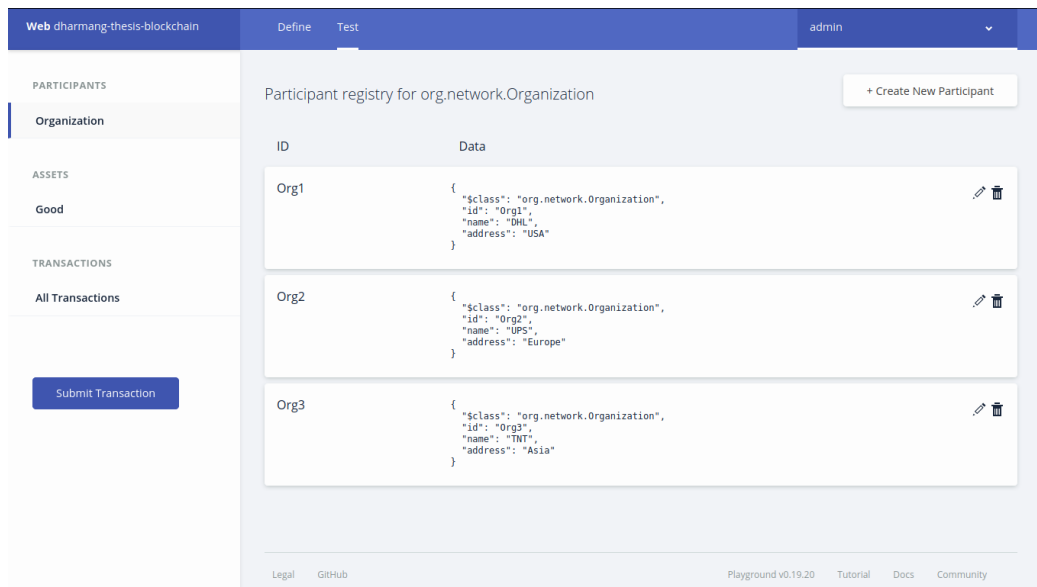 Web dharmang-thesis-blockchain
Define Test
admin
PARTICIPANTS
Organization
ASSETS
Good
TRANSACTIONS
All Transactions
Submit Transaction
Participant registry for org.network.Organization
+ Create New Participant
ID Data
Org1
{
"$class": "org.network.Organization",
"id": "Org1",
"name": "DHL",
"address": "USA"
}
Org2
{
"$class": "org.network.Organization",
"id": "Org2",
"name": "UPS",
"address": "Europe"
}
Org3
{
"$class": "org.network.Organization",
"id": "Org3",
"name": "TNT",
"address": "Asia"
}
Legal GitHub
Playground v0.19.20 Tutorial Docs Community